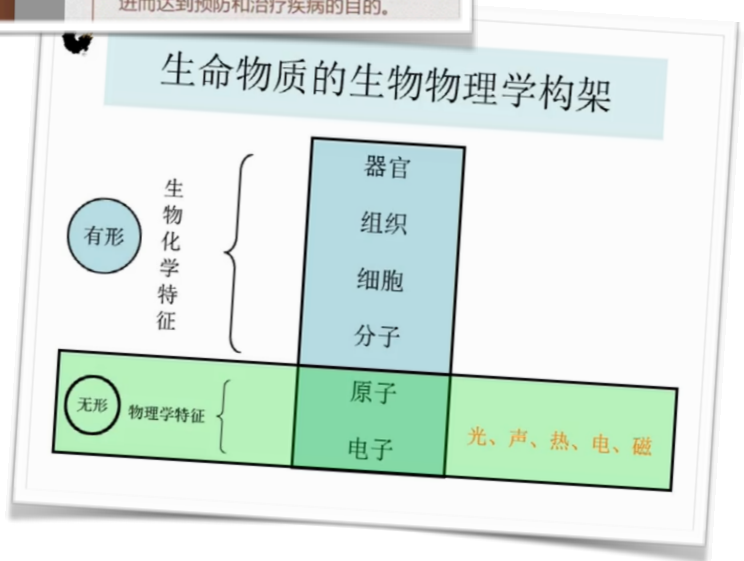 进而达到预防和治疗疾病的目的。
生命物质的生物物理学构架
有形
生物化学特征
器官
组织
细胞
分子
无形
物理学特征
原子
电子
光、声、热、电、磁